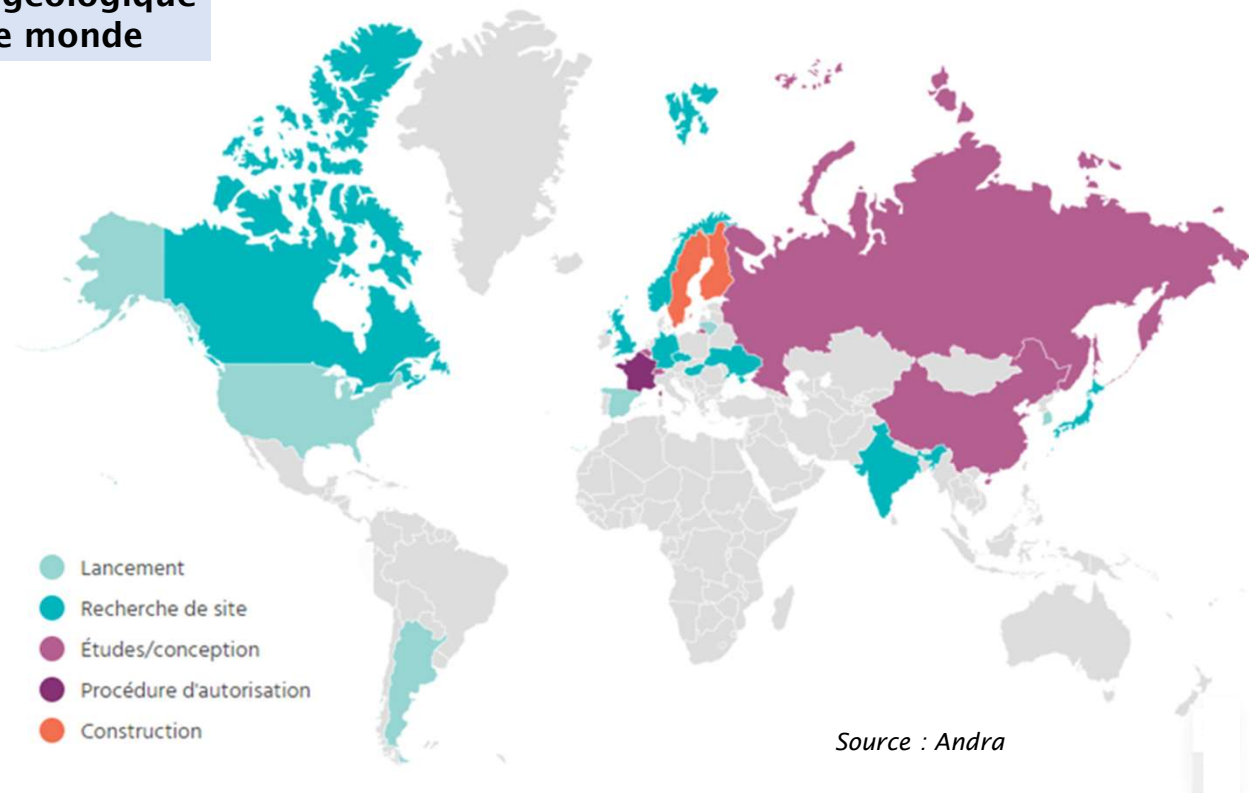 géologique
e monde
Lancement
Recherche de site
Études/conception
Procédure d'autorisation
Construction
Source : Andra